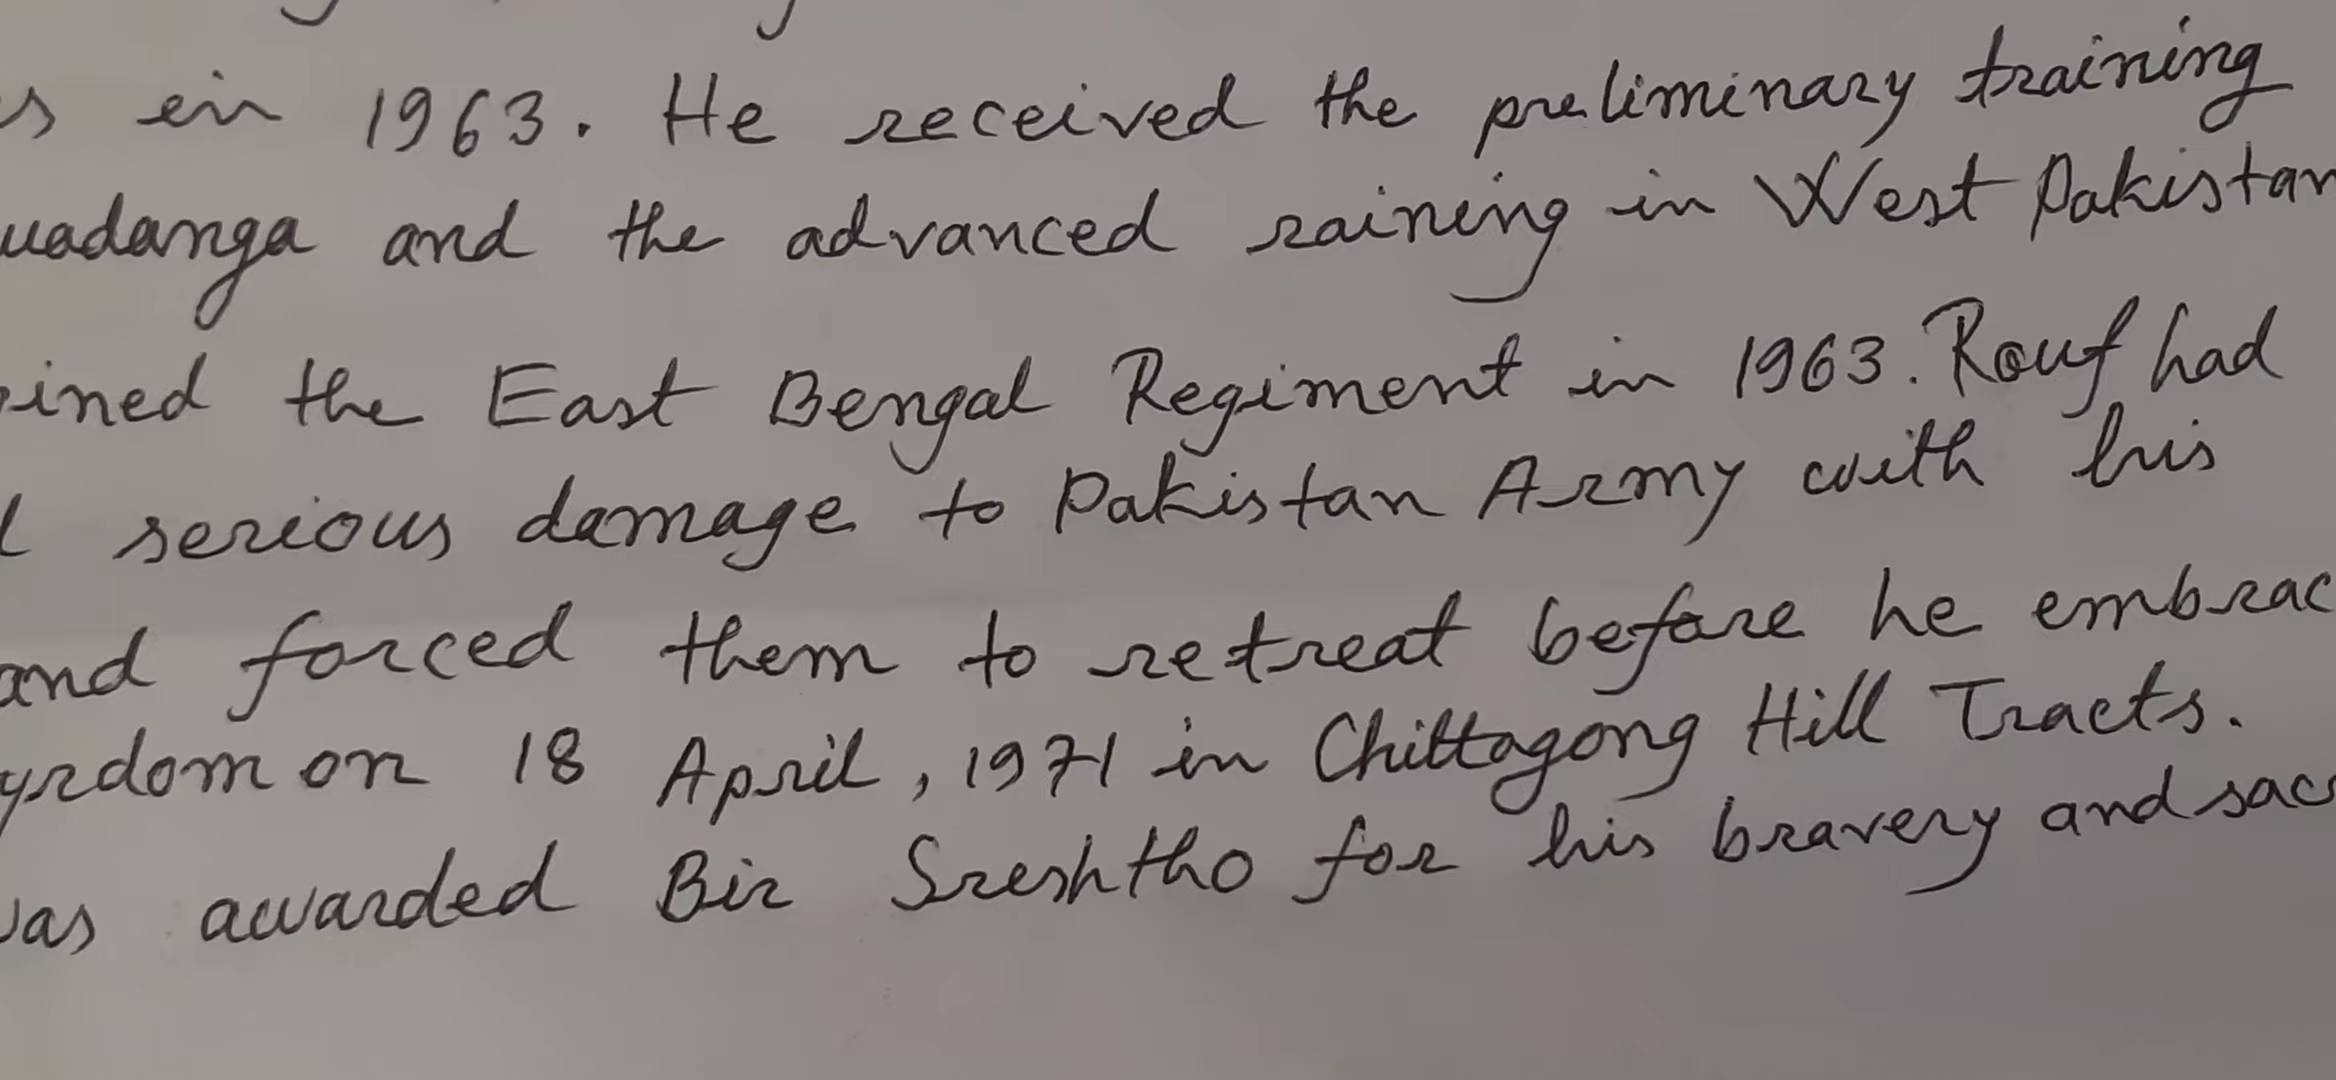 s in 1963. He received the preliminary training
uadanga and the advanced raining in West Pakistan
ined the East Bengal Regiment in 1963. Rouf had
serious damage to Pakistan Army with his
and forced them to retreat before he embrac
yrdom on 18 April, 1971 in Chittagong Hill Tracts.
was awarded Bir Sreshtho for his bravery and sac